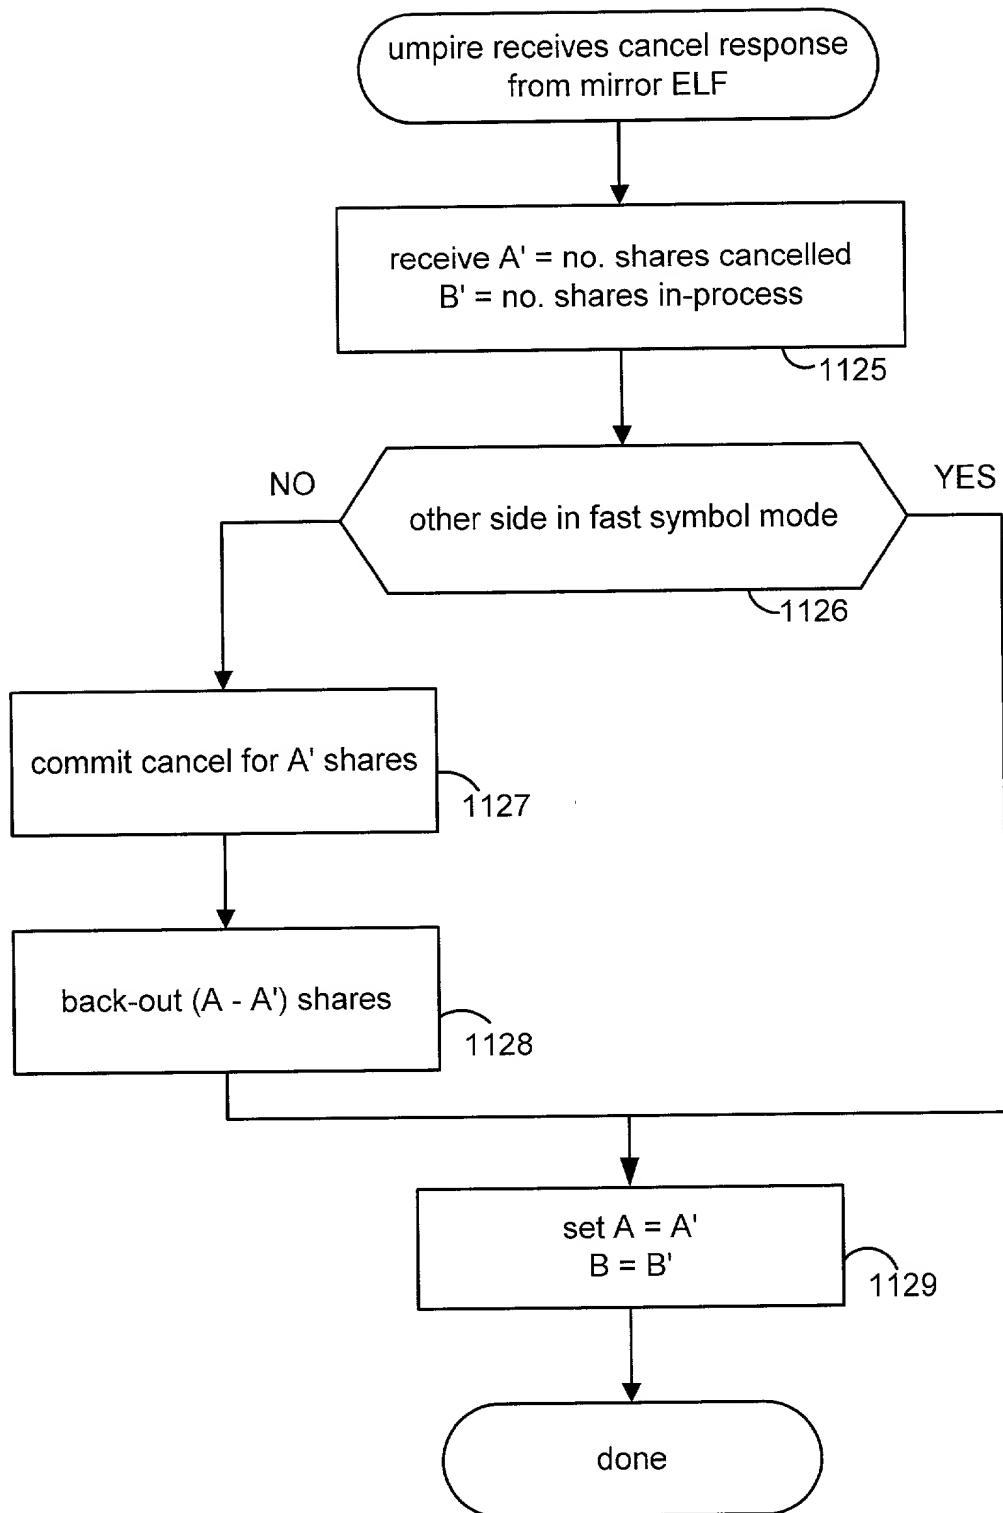 umpire receives cancel response
from mirror ELF
receive A' = no. shares cancelled
B' = no. shares in-process
1125
NO
YES
other side in fast symbol mode
1126
commit cancel for A' shares
1127
back-out (A - A') shares
1128
set A = A'
B = B'
1129
done